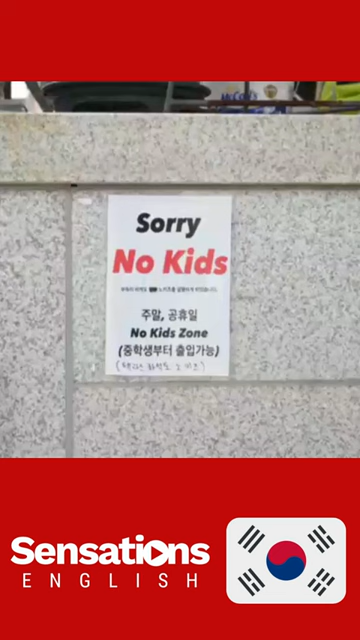 Sorry
No Kids
주말, 공휴일
No Kids Zone
(중학생부터 출입가능)
Sensations
ENGLISH